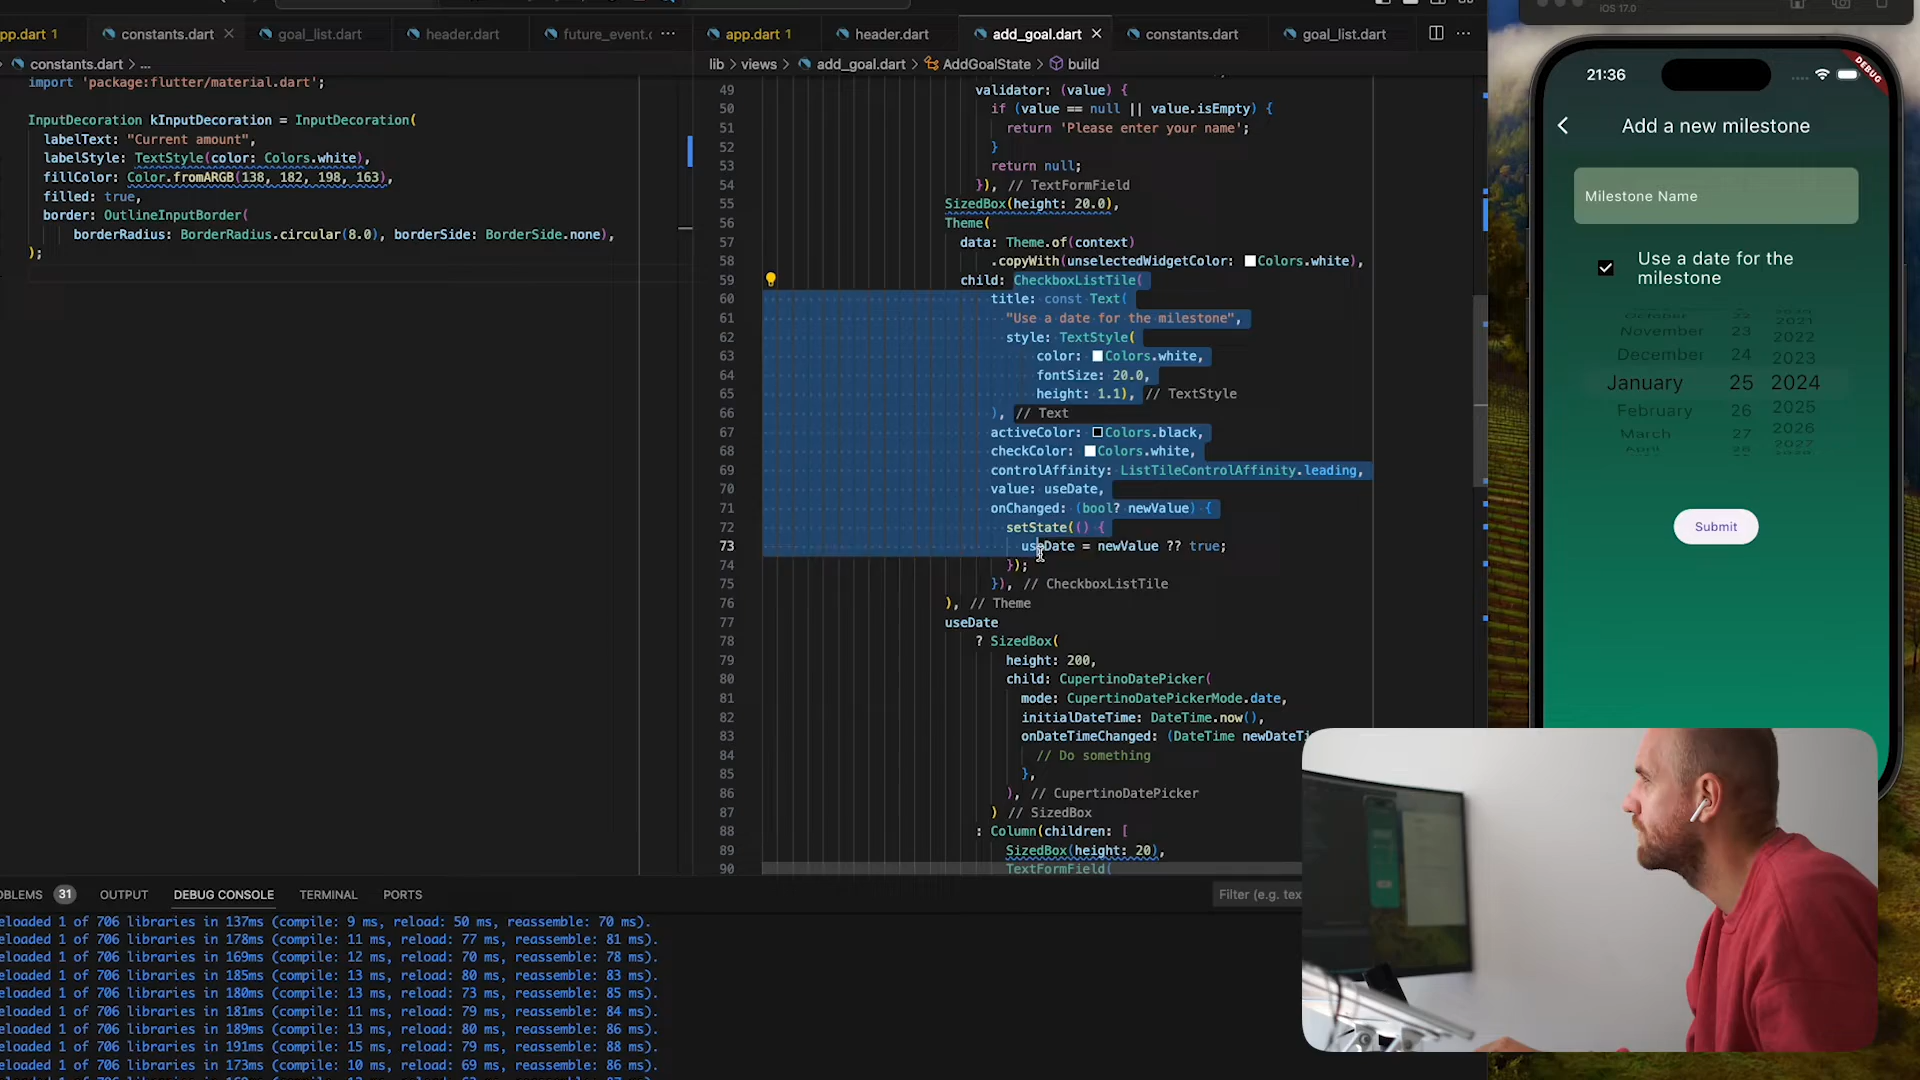 pp.dart 1
constants.dart
goal_list.dart
header.dart
future_event.c
constants.dart > ...
import 'package:flutter/material.dart';
InputDecoration kInputDecoration = InputDecoration(
labelText: "Current amount",
labelStyle: TextStyle(color: Colors.white),
fillColor: Color.fromARGB(138, 182, 198, 163),
filled: true,
border: OutlineInputBorder(
borderRadius: BorderRadius.circular(8.0), borderSide: BorderSide.none),
);
app.dart 1
header.dart
add_goal.dart
constants.dart
goal_list.dart
lib > views > add_goal.dart > AddGoalState > build
49 validator: (value) {
50 if (value == null || value.isEmpty) {
51 return 'Please enter your name';
52 }
53 return null;
54 }), // TextFormField
55 SizedBox(height: 20.0),
56 Theme(
57 data: Theme.of(context)
58 .copyWith(unselectedWidgetColor: Colors.white),
59 child: CheckboxListTile(
60 title: const Text(
61 "Use a date for the milestone",
62 style: TextStyle(
63 color: Colors.white,
64 fontSize: 20.0,
65 height: 1.1), // TextStyle
66 ), // Text
67 activeColor: Colors.black,
68 checkColor: Colors.white,
69 controlAffinity: ListTileControlAffinity.leading,
70 value: useDate,
71 onChanged: (bool? newValue) {
72 setState(() {
73 useDate = newValue ?? true;
74 });
75 }), // CheckboxListTile
76 ), // Theme
77 useDate
78 ? SizedBox(
79 height: 200,
80 child: CupertinoDatePicker(
81 mode: CupertinoDatePickerMode.date,
82 initialDateTime: DateTime.now(),
83 onDateTimeChanged: (DateTime newDateTi
84 // Do something
85 },
86 ), // CupertinoDatePicker
87 ) // SizedBox
88 : Column(children: [
89 SizedBox(height: 20),
90 TextFormField(
OBLEMS 31
OUTPUT
DEBUG CONSOLE
TERMINAL
PORTS
Filter (e.g. tex
eloaded 1 of 706 libraries in 137ms (compile: 9 ms, reload: 50 ms, reassemble: 70 ms).
eloaded 1 of 706 libraries in 178ms (compile: 11 ms, reload: 77 ms, reassemble: 81 ms).
eloaded 1 of 706 libraries in 169ms (compile: 12 ms, reload: 70 ms, reassemble: 78 ms).
eloaded 1 of 706 libraries in 185ms (compile: 13 ms, reload: 80 ms, reassemble: 83 ms).
eloaded 1 of 706 libraries in 180ms (compile: 13 ms, reload: 73 ms, reassemble: 85 ms).
eloaded 1 of 706 libraries in 181ms (compile: 11 ms, reload: 79 ms, reassemble: 84 ms).
eloaded 1 of 706 libraries in 189ms (compile: 13 ms, reload: 80 ms, reassemble: 86 ms).
eloaded 1 of 706 libraries in 191ms (compile: 15 ms, reload: 79 ms, reassemble: 88 ms).
eloaded 1 of 706 libraries in 173ms (compile: 10 ms, reload: 69 ms, reassemble: 86 ms).
iOS 17.0
21:36
DEBUG
Add a new milestone
Milestone Name
Use a date for the
milestone
October 22 2021
November 23 2022
December 24 2023
January 25 2024
February 26 2025
March 27 2026
April 2027
Submit